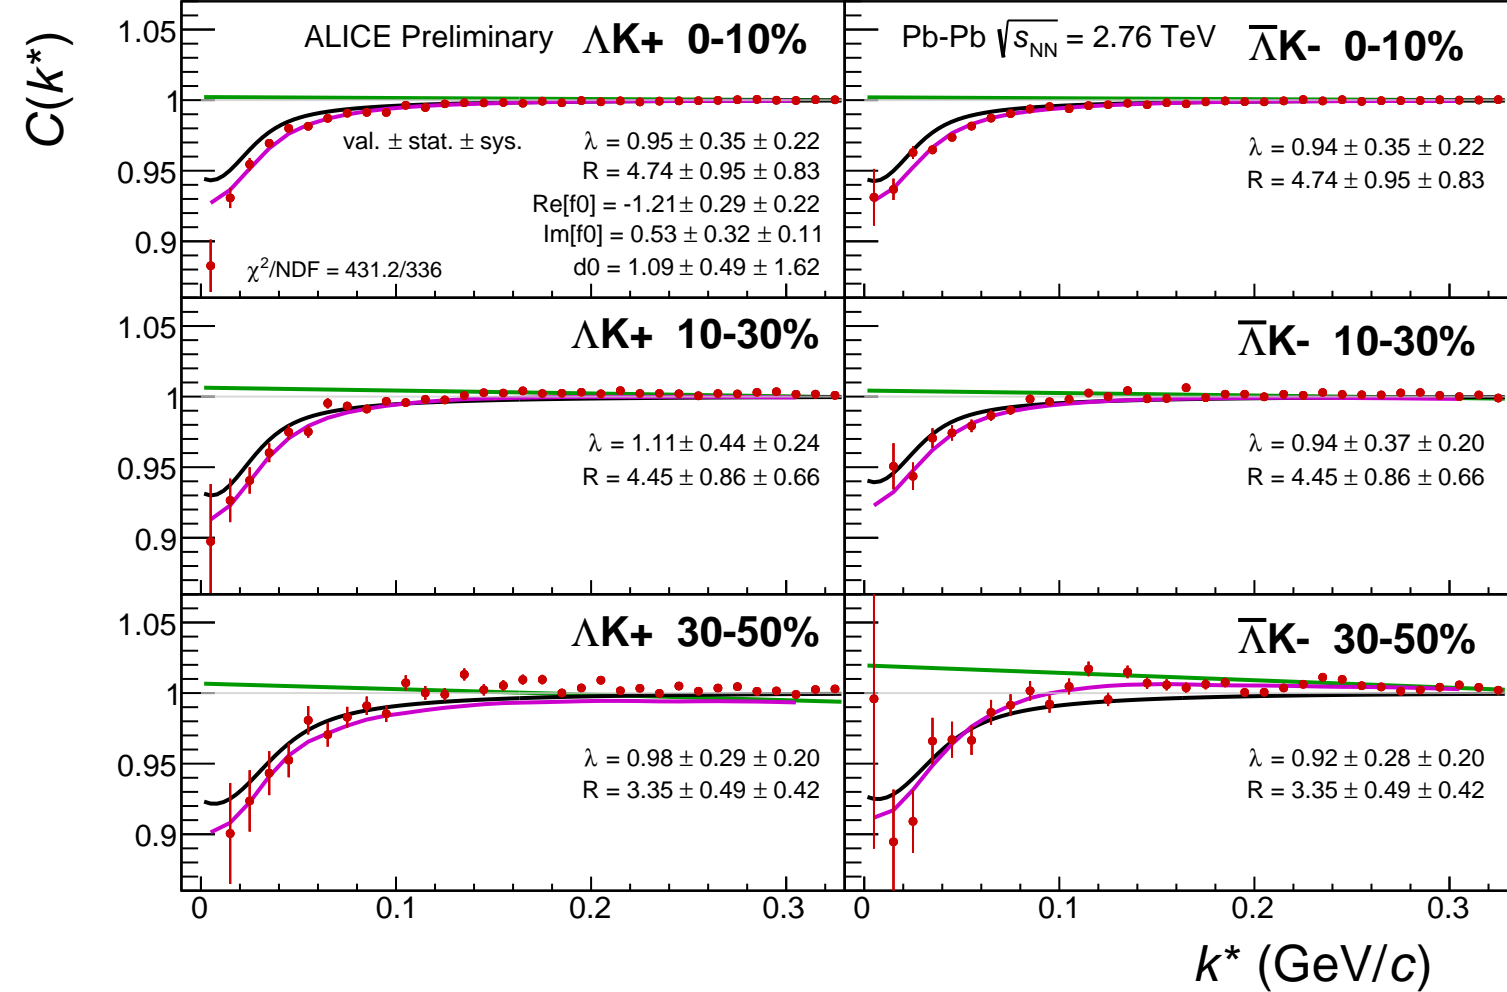 C(k*)
ALICE Preliminary ΛK+ 0-10%
val. ± stat. ± sys.
λ = 0.95 ± 0.35 ± 0.22
R = 4.74 ± 0.95 ± 0.83
Re[f0] = -1.21 ± 0.29 ± 0.22
Im[f0] = 0.53 ± 0.32 ± 0.11
d0 = 1.09 ± 0.49 ± 1.62
χ²/NDF = 431.2/336
1.05
1
0.95
0.9
Pb-Pb √s_NN = 2.76 TeV Λ̅K- 0-10%
λ = 0.94 ± 0.35 ± 0.22
R = 4.74 ± 0.95 ± 0.83
ΛK+ 10-30%
λ = 1.11 ± 0.44 ± 0.24
R = 4.45 ± 0.86 ± 0.66
1.05
1
0.95
0.9
Λ̅K- 10-30%
λ = 0.94 ± 0.37 ± 0.20
R = 4.45 ± 0.86 ± 0.66
ΛK+ 30-50%
λ = 0.98 ± 0.29 ± 0.20
R = 3.35 ± 0.49 ± 0.42
1.05
1
0.95
0.9
Λ̅K- 30-50%
λ = 0.92 ± 0.28 ± 0.20
R = 3.35 ± 0.49 ± 0.42
0 0.1 0.2 0.3 0 0.1 0.2 0.3
k* (GeV/c)